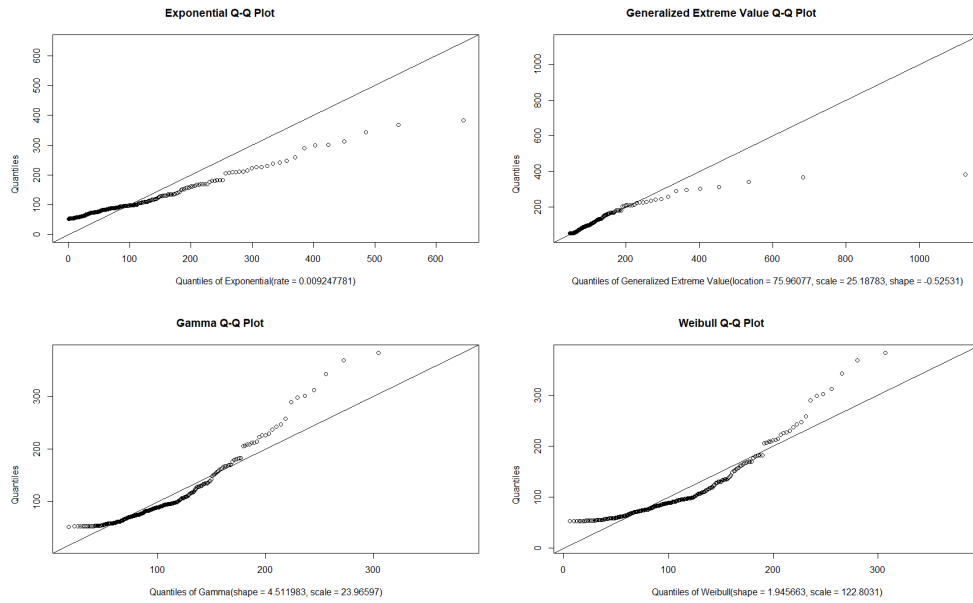 Exponential Q-Q Plot
Quantiles
600
500
400
300
200
100
0
0 100 200 300 400 500 600
Quantiles of Exponential(rate = 0.009247781)
Generalized Extreme Value Q-Q Plot
Quantiles
1000
800
600
400
200
200 400 600 800 1000
Quantiles of Generalized Extreme Value(location = 75.96077, scale = 25.18783, shape = -0.52531)
Gamma Q-Q Plot
Quantiles
300
200
100
100 200 300
Quantiles of Gamma(shape = 4.511983, scale = 23.96597)
Weibull Q-Q Plot
Quantiles
300
200
100
0
0 100 200 300
Quantiles of Weibull(shape = 1.945663, scale = 122.8031)